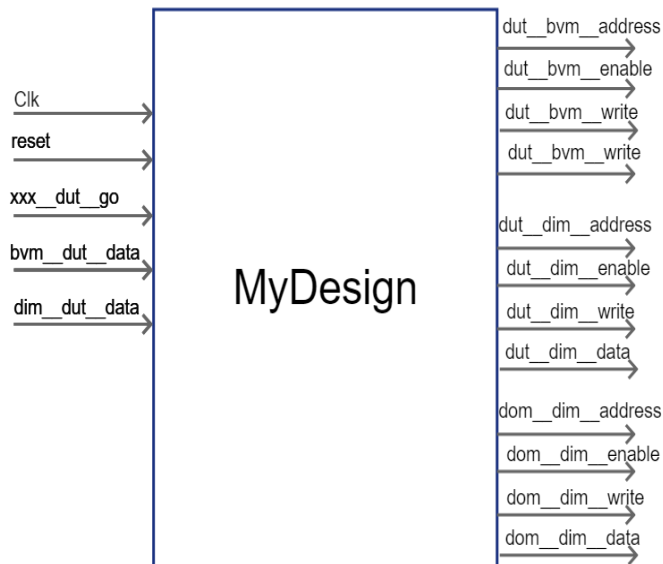 Clk
reset
xxx__dut__go
bvm__dut__data
dim__dut__data
MyDesign
dut__bvm__address
dut__bvm__enable
dut__bvm__write
dut__bvm__write
dut__dim__address
dut__dim__enable
dut__dim__write
dut__dim__data
dom__dim__address
dom__dim__enable
dom__dim__write
dom__dim__data